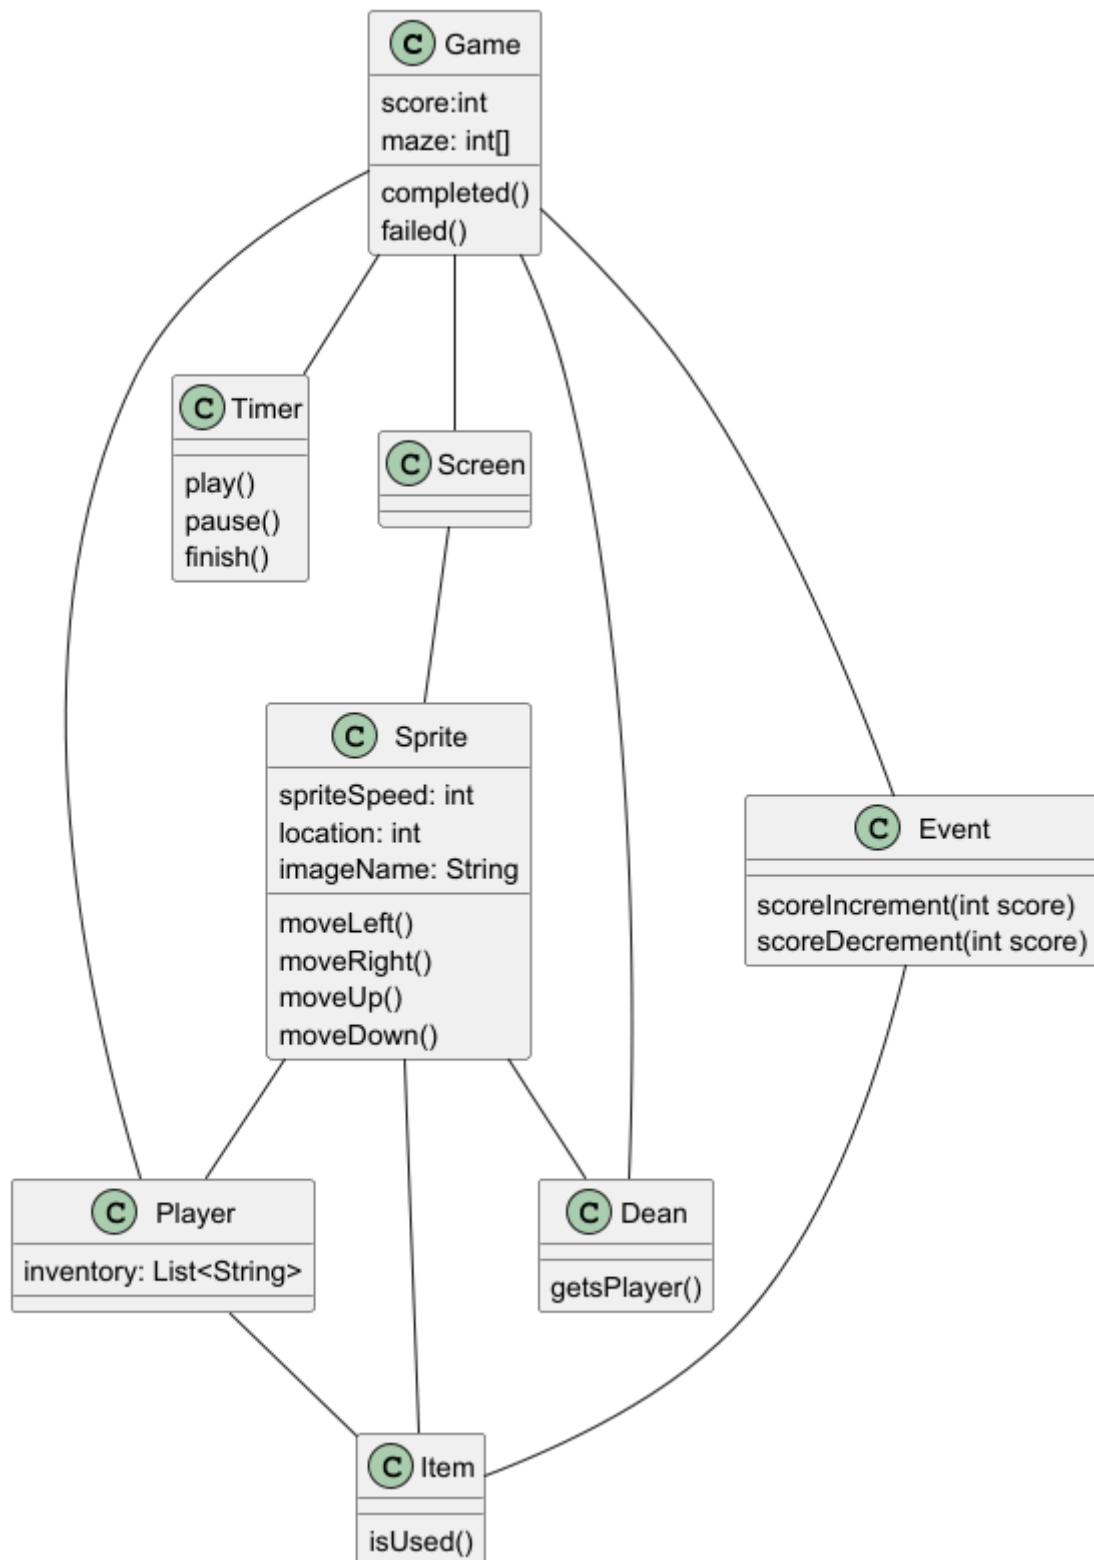 C Game
score:int
maze: int[]
completed()
failed()
C Timer
play()
pause()
finish()
C Screen
C Sprite
spriteSpeed: int
location: int
imageName: String
moveLeft()
moveRight()
moveUp()
moveDown()
C Event
scoreIncrement(int score)
scoreDecrement(int score)
C Player
inventory: List<String>
C Dean
getsPlayer()
C Item
isUsed()